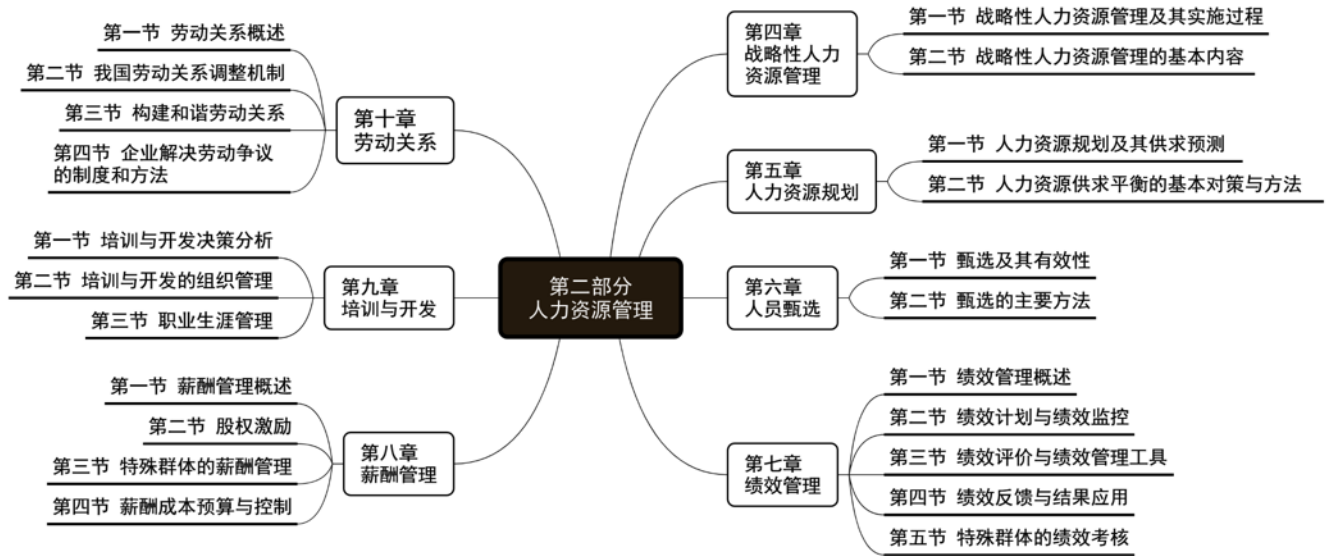 第二部分
人力资源管理
第四章
战略性人力
资源管理
第一节 战略性人力资源管理及其实施过程
第二节 战略性人力资源管理的基本内容
第五章
人力资源规划
第一节 人力资源规划及其供求预测
第二节 人力资源供求平衡的基本对策与方法
第六章
人员甄选
第一节 甄选及其有效性
第二节 甄选的主要方法
第七章
绩效管理
第一节 绩效管理概述
第二节 绩效计划与绩效监控
第三节 绩效评价与绩效管理工具
第四节 绩效反馈与结果应用
第五节 特殊群体的绩效考核
第八章
薪酬管理
第一节 薪酬管理概述
第二节 股权激励
第三节 特殊群体的薪酬管理
第四节 薪酬成本预算与控制
第九章
培训与开发
第一节 培训与开发决策分析
第二节 培训与开发的组织管理
第三节 职业生涯管理
第十章
劳动关系
第一节 劳动关系概述
第二节 我国劳动关系调整机制
第三节 构建和谐劳动关系
第四节 企业解决劳动争议
的制度和方法